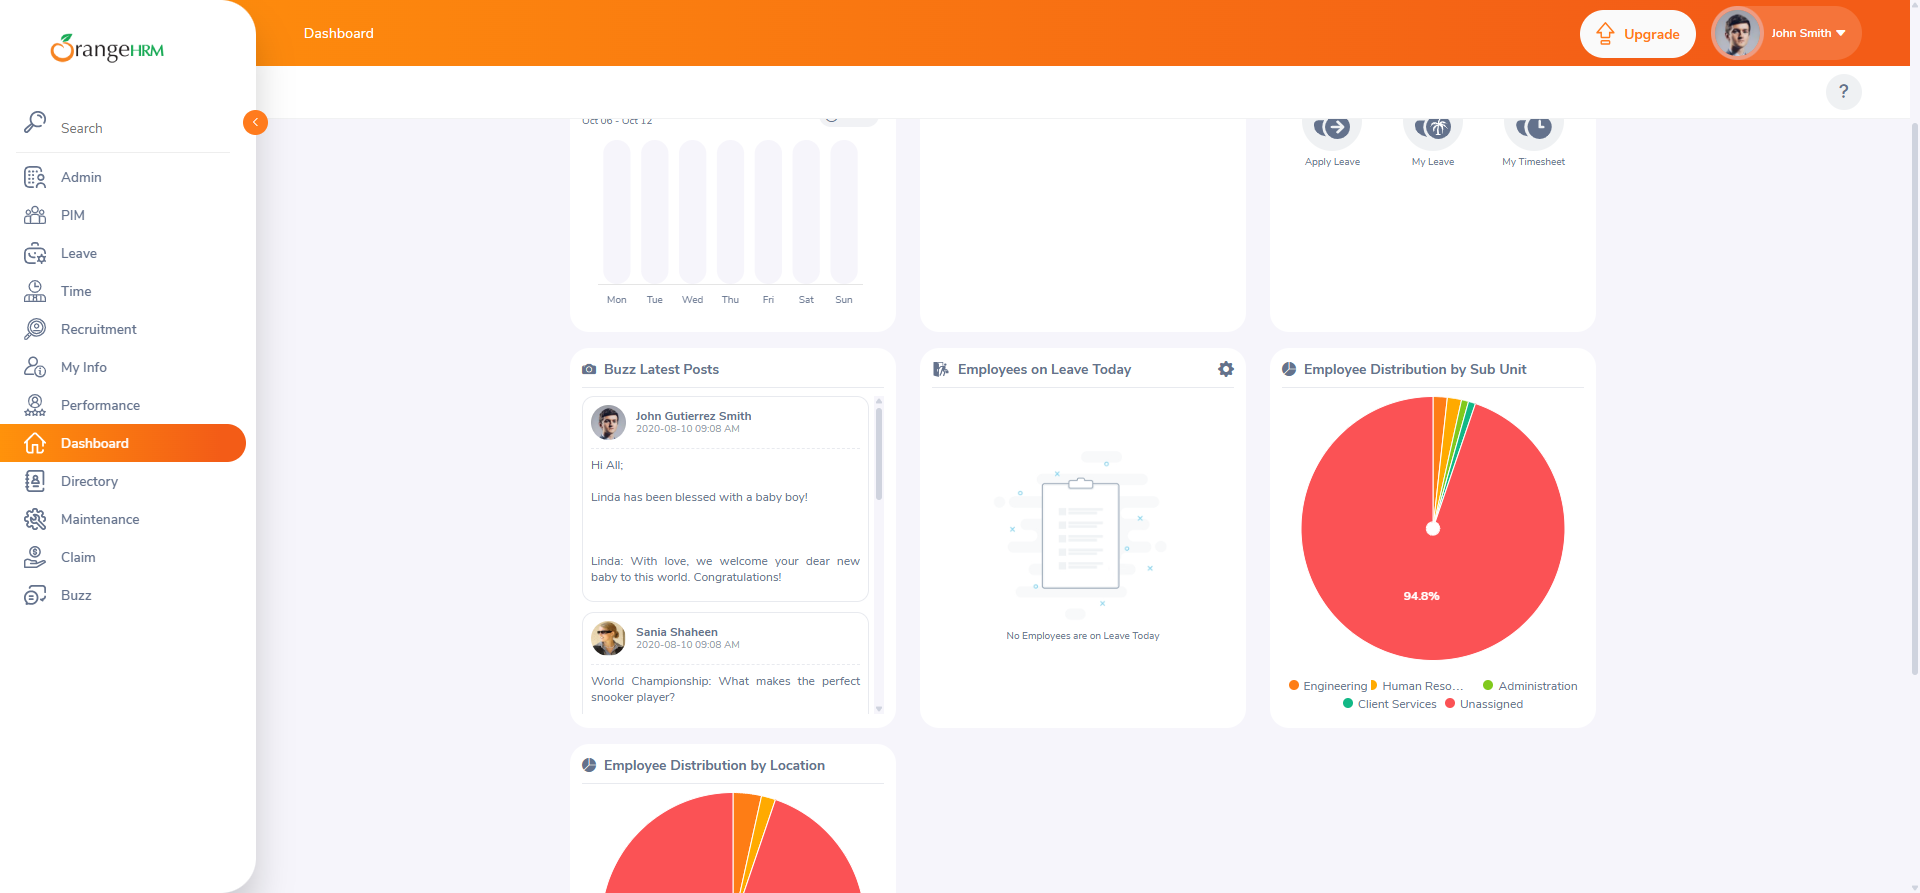 OrangeHRM
Dashboard
Upgrade
John Smith
?
Search
Admin
PIM
Leave
Time
Recruitment
My Info
Performance
Dashboard
Directory
Maintenance
Claim
Buzz
Oct 06 - Oct 12
Mon Tue Wed Thu Fri Sat Sun
Apply Leave My Leave My Timesheet
Buzz Latest Posts
John Gutierrez Smith
2020-08-10 09:08 AM
Hi All;
Linda has been blessed with a baby boy!
Linda: With love, we welcome your dear new
baby to this world. Congratulations!
Sania Shaheen
2020-08-10 09:08 AM
World Championship: What makes the perfect
snooker player?
Employees on Leave Today
No Employees are on Leave Today
Employee Distribution by Sub Unit
94.8%
Engineering Human Reso... Administration
Client Services Unassigned
Employee Distribution by Location